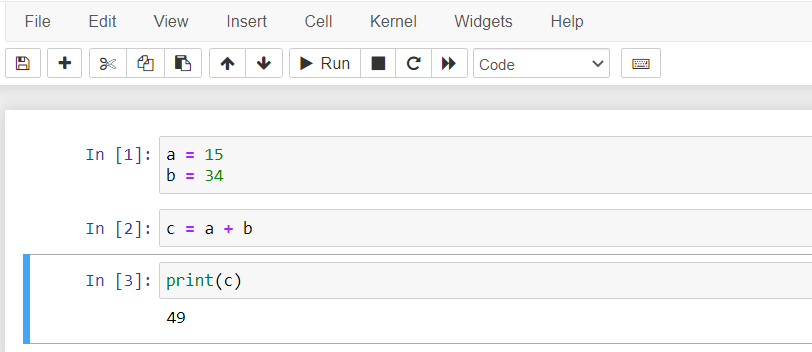 File Edit View Insert Cell Kernel Widgets Help
Run Code
In [1]: a = 15
b = 34
In [2]: c = a + b
In [3]: print(c)
49